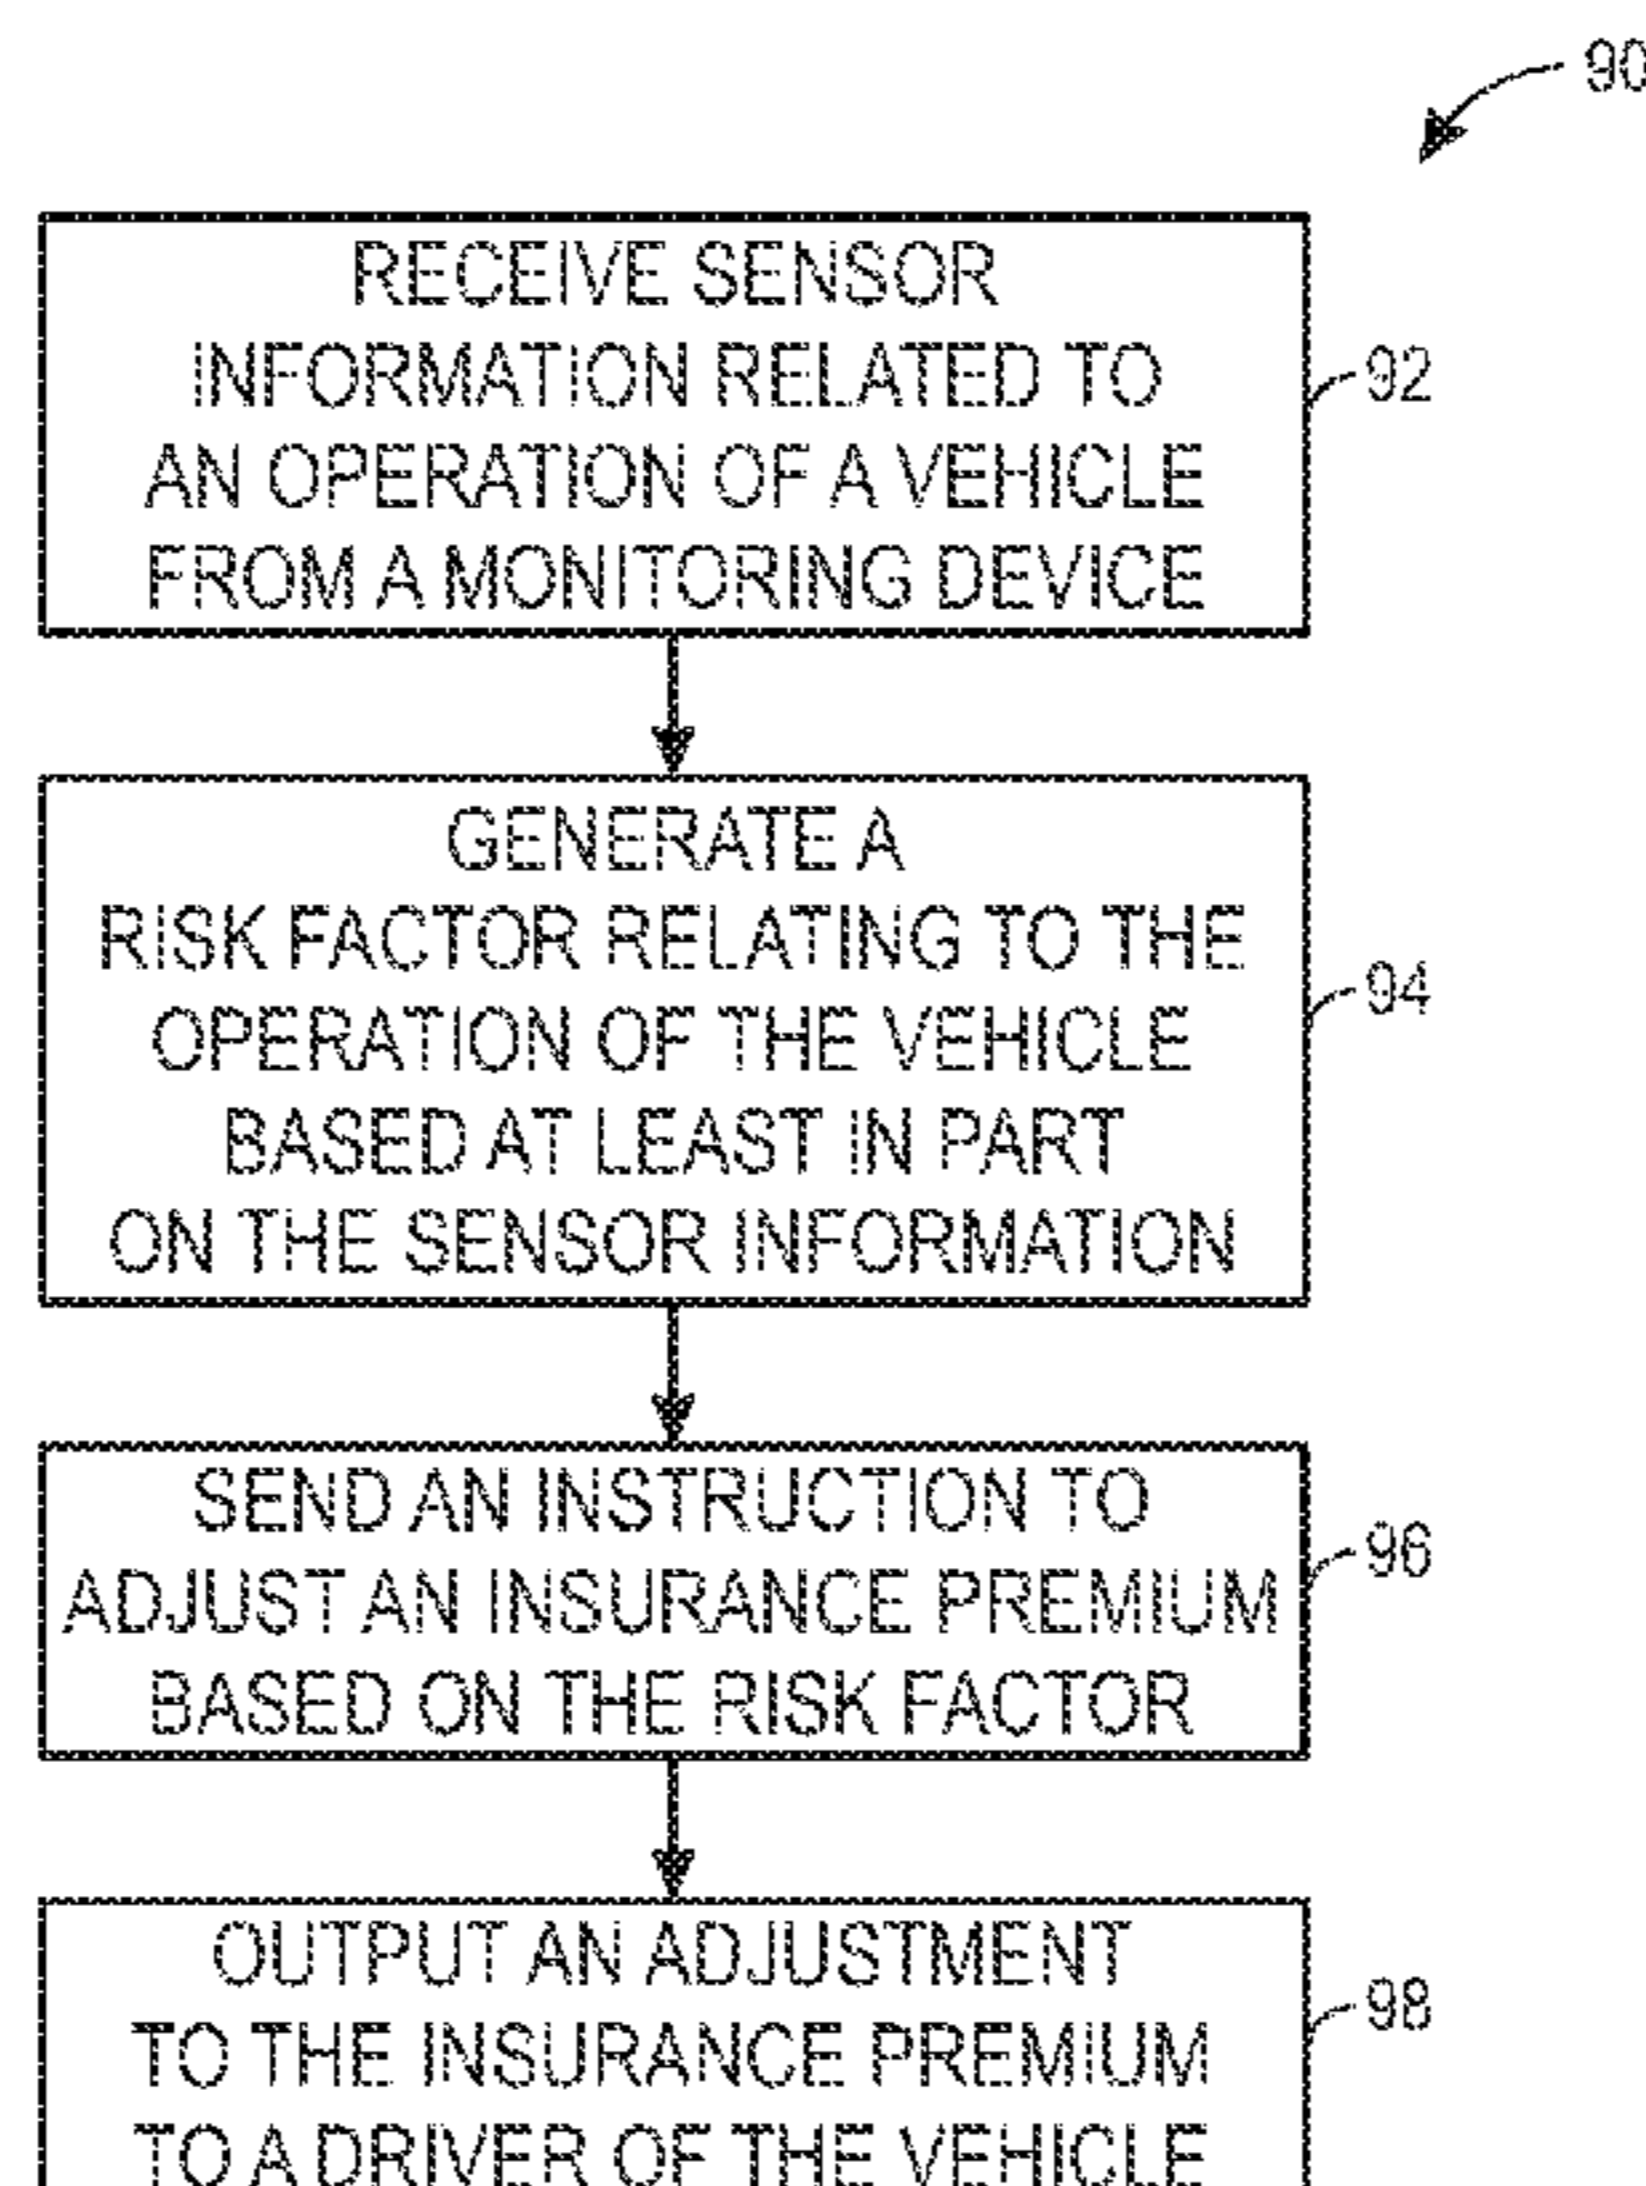 90
RECEIVE SENSOR
INFORMATION RELATED TO
AN OPERATION OF A VEHICLE
FROM A MONITORING DEVICE
92
GENERATE A
RISK FACTOR RELATING TO THE
OPERATION OF THE VEHICLE
BASED AT LEAST IN PART
ON THE SENSOR INFORMATION
94
SEND AN INSTRUCTION TO
ADJUST AN INSURANCE PREMIUM
BASED ON THE RISK FACTOR
96
OUTPUT AN ADJUSTMENT
TO THE INSURANCE PREMIUM
TO A DRIVER OF THE VEHICLE
98